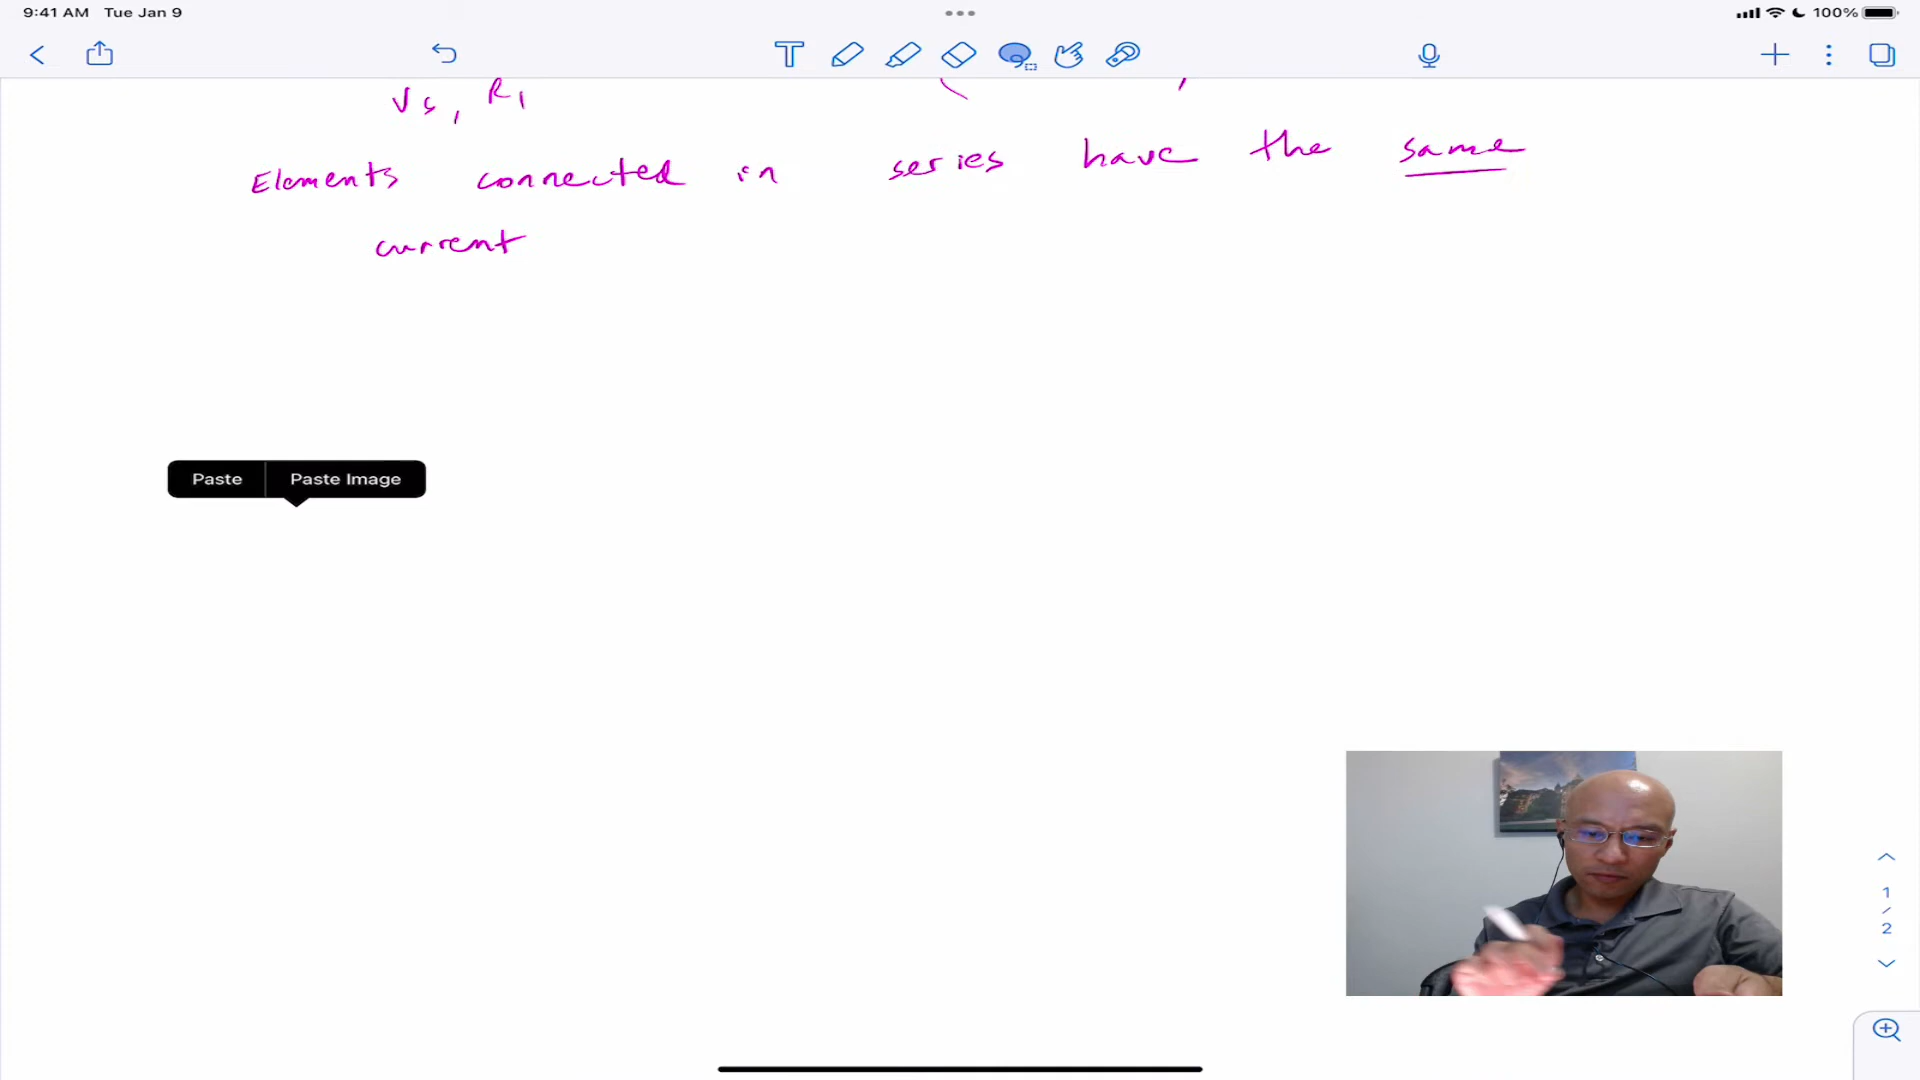 9:41 AM Tue Jan 9
100%
T
Vs, R1
Elements connected in series have the same
current
Paste Paste Image
1
/
2